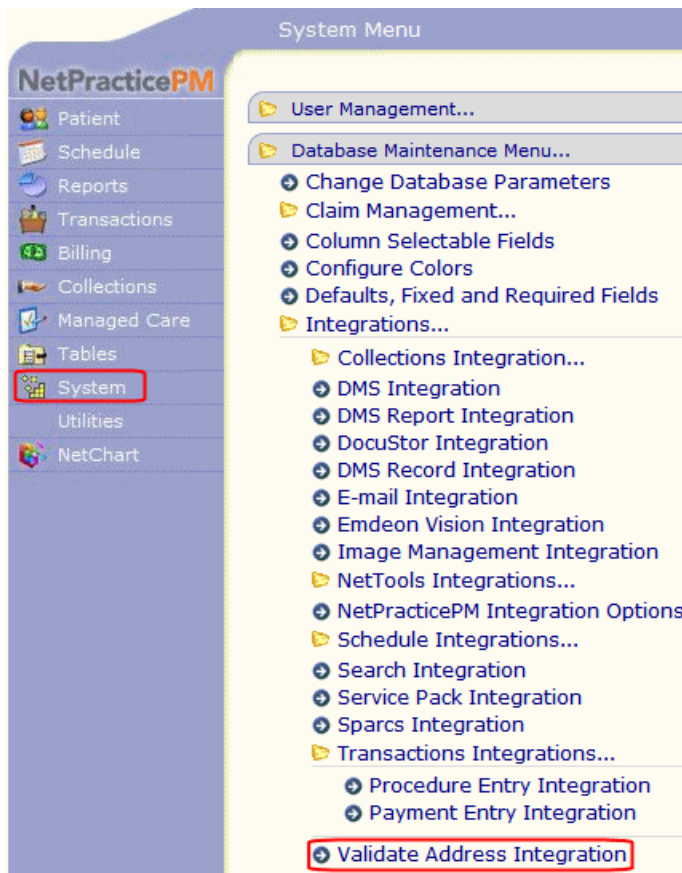 System Menu
NetPracticePM
Patient
Schedule
Reports
Transactions
Billing
Collections
Managed Care
Tables
System
Utilities
NetChart
User Management...
Database Maintenance Menu...
Change Database Parameters
Claim Management...
Column Selectable Fields
Configure Colors
Defaults, Fixed and Required Fields
Integrations...
Collections Integration...
DMS Integration
DMS Report Integration
DocuStor Integration
DMS Record Integration
E-mail Integration
Emdeon Vision Integration
Image Management Integration
NetTools Integrations...
NetPracticePM Integration Options
Schedule Integrations...
Search Integration
Service Pack Integration
Sparcs Integration
Transactions Integrations...
Procedure Entry Integration
Payment Entry Integration
Validate Address Integration